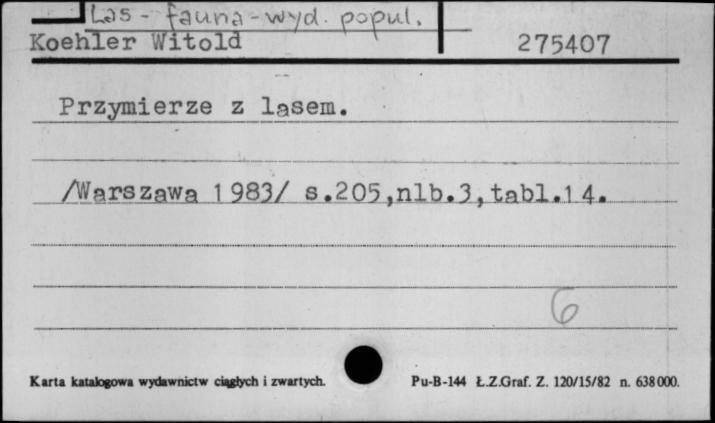 Las - fauna - wyd. popul.
Koehler Witold 275407
Przymierze z lasem.
/Warszawa 1983/ s.205,nlb.3,tabl.14.
6
Karta katalogowa wydawnictw ciągłych i zwartych. Pu-B-144 Ł.Z.Graf. Z. 120/15/82 n. 638000.